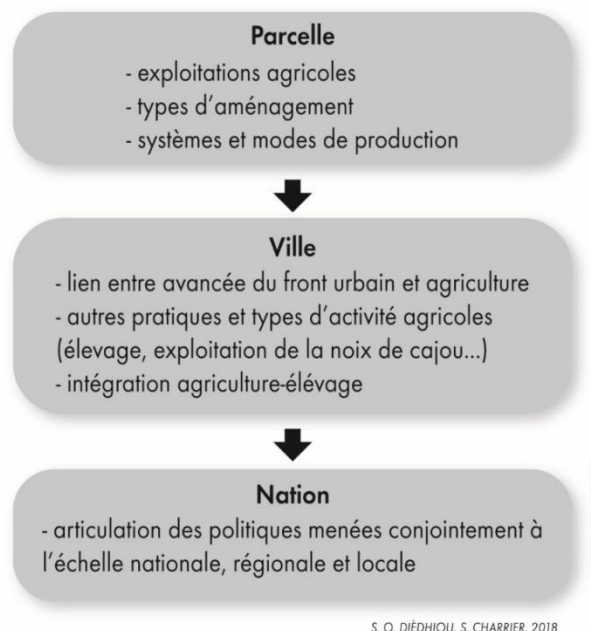 Parcelle
- exploitations agricoles
- types d’aménagement
- systèmes et modes de production
Ville
- lien entre avancée du front urbain et agriculture
- autres pratiques et types d’activité agricoles
(élevage, exploitation de la noix de cajou...)
- intégration agriculture-élévage
Nation
- articulation des politiques menées conjointement à
l’échelle nationale, régionale et locale
S. O. DIÈDHIOU, S. CHARRIER, 2018